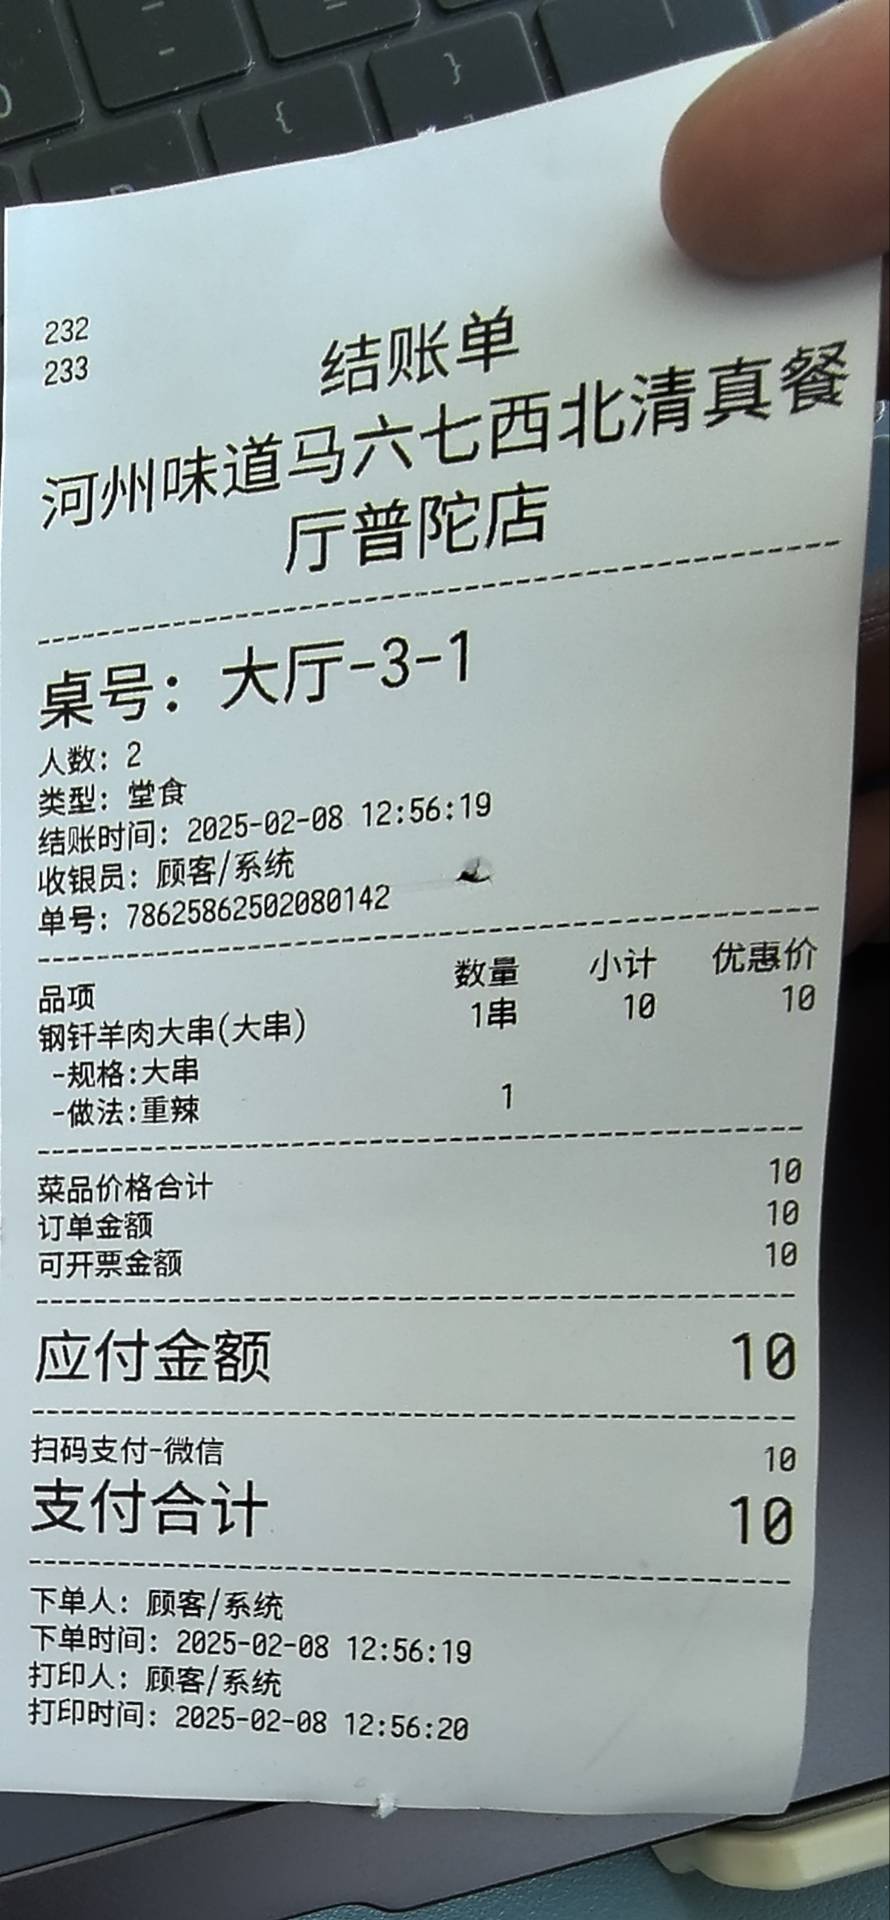 232
233
结账单
河州味道马六七西北清真餐
厅普陀店
桌号：大厅-3-1
人数：2
类型：堂食
结账时间：2025-02-08 12:56:19
收银员：顾客/系统
单号：78625862502080142
品项 数量 小计 优惠价
钢钎羊肉大串(大串) 1串 10 10
-规格:大串
-做法:重辣 1
菜品价格合计 10
订单金额 10
可开票金额 10
应付金额 10
扫码支付-微信 10
支付合计 10
下单人：顾客/系统
下单时间：2025-02-08 12:56:19
打印人：顾客/系统
打印时间：2025-02-08 12:56:20